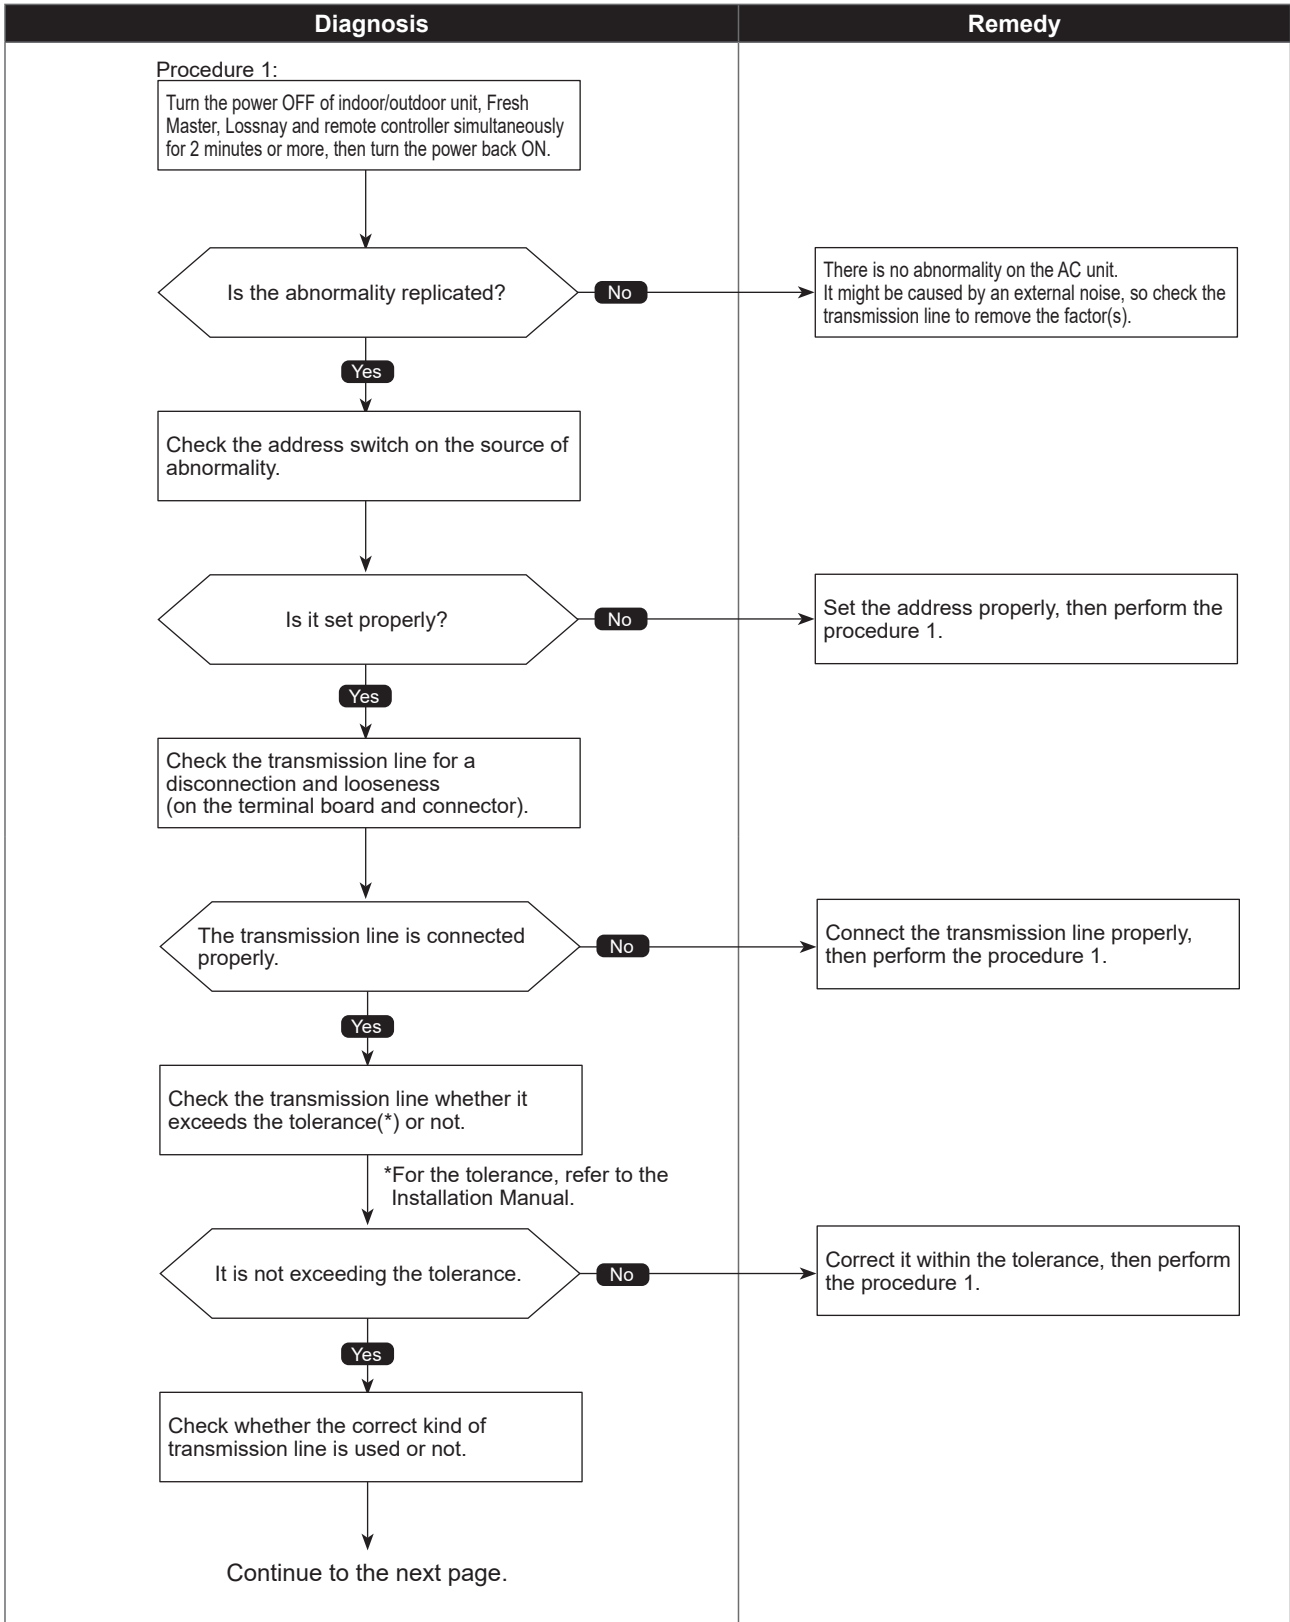 Diagnosis
Remedy
Procedure 1:
Turn the power OFF of indoor/outdoor unit, Fresh
Master, Lossnay and remote controller simultaneously
for 2 minutes or more, then turn the power back ON.
Is the abnormality replicated?
No
There is no abnormality on the AC unit.
It might be caused by an external noise, so check the
transmission line to remove the factor(s).
Yes
Check the address switch on the source of
abnormality.
Is it set properly?
No
Set the address properly, then perform the
procedure 1.
Yes
Check the transmission line for a
disconnection and looseness
(on the terminal board and connector).
The transmission line is connected
properly.
No
Connect the transmission line properly,
then perform the procedure 1.
Yes
Check the transmission line whether it
exceeds the tolerance(*) or not.
*For the tolerance, refer to the
Installation Manual.
It is not exceeding the tolerance.
No
Correct it within the tolerance, then perform
the procedure 1.
Yes
Check whether the correct kind of
transmission line is used or not.
Continue to the next page.